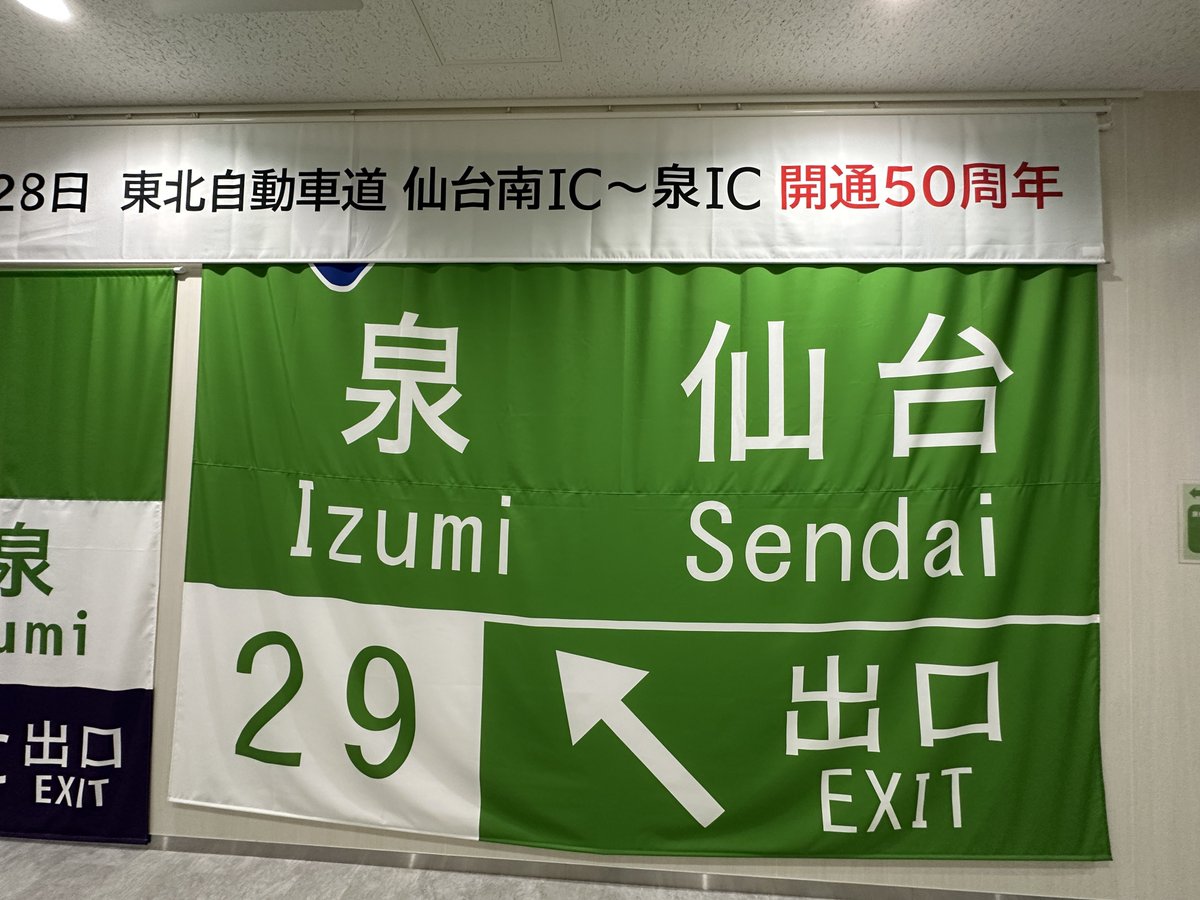 28日 東北自動車道 仙台南IC～泉IC 開通50周年
泉 仙台
Izumi Sendai
29 出口
EXIT
泉
umi
出口
EXIT